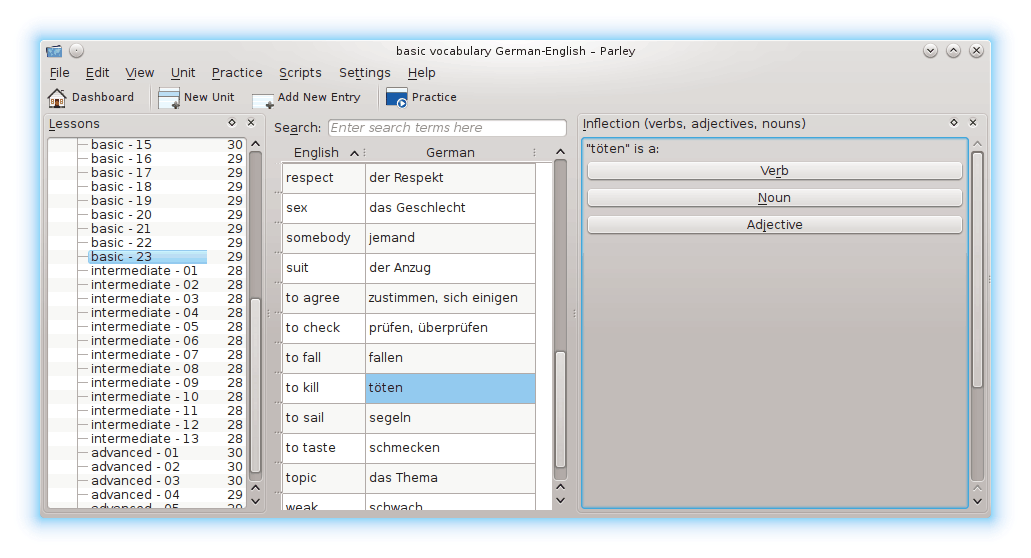 basic vocabulary German-English – Parley
File Edit View Unit Practice Scripts Settings Help
Dashboard New Unit Add New Entry Practice
Lessons
basic - 15 30
basic - 16 29
basic - 17 29
basic - 18 29
basic - 19 29
basic - 20 29
basic - 21 29
basic - 22 29
basic - 23 29
intermediate - 01 28
intermediate - 02 28
intermediate - 03 28
intermediate - 04 28
intermediate - 05 28
intermediate - 06 28
intermediate - 07 28
intermediate - 08 28
intermediate - 09 28
intermediate - 10 28
intermediate - 11 28
intermediate - 12 28
intermediate - 13 28
advanced - 01 30
advanced - 02 30
advanced - 03 30
advanced - 04 29
advanced - 05 29
Search: Enter search terms here
English German
respect der Respekt
sex das Geschlecht
somebody jemand
suit der Anzug
to agree zustimmen, sich einigen
to check prüfen, überprüfen
to fall fallen
to kill töten
to sail segeln
to taste schmecken
topic das Thema
weak schwach
Inflection (verbs, adjectives, nouns)
"töten" is a:
Verb
Noun
Adjective